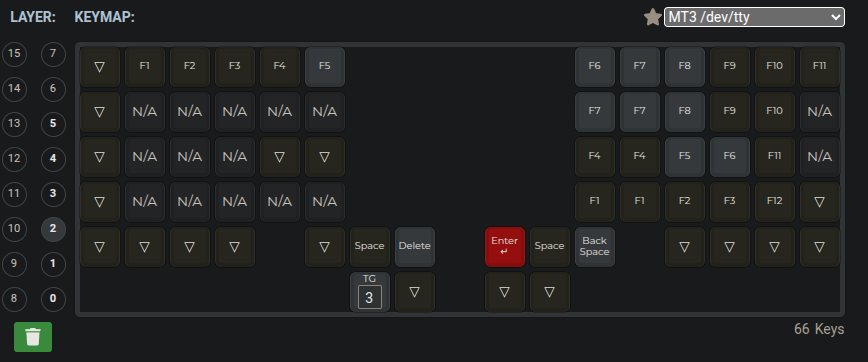 LAYER: KEYMAP: MT3 /dev/tty
15 7 ▽ F1 F2 F3 F4 F5 F6 F7 F8 F9 F10 F11
14 6
▽ N/A N/A N/A N/A N/A F7 F7 F8 F9 F10 N/A
13 5
12 4 ▽ N/A N/A N/A ▽ ▽ F4 F4 F5 F6 F11 ▽
11 3
▽ N/A N/A N/A N/A N/A F1 F1 F2 F3 F12 ▽
10 2
▽ ▽ ▽ ▽ ▽ Space Delete Enter ↵ Space Back Space ▽ ▽ ▽ ▽
9 1
8 0 TG 3 ▽ ▽ ▽
66 Keys